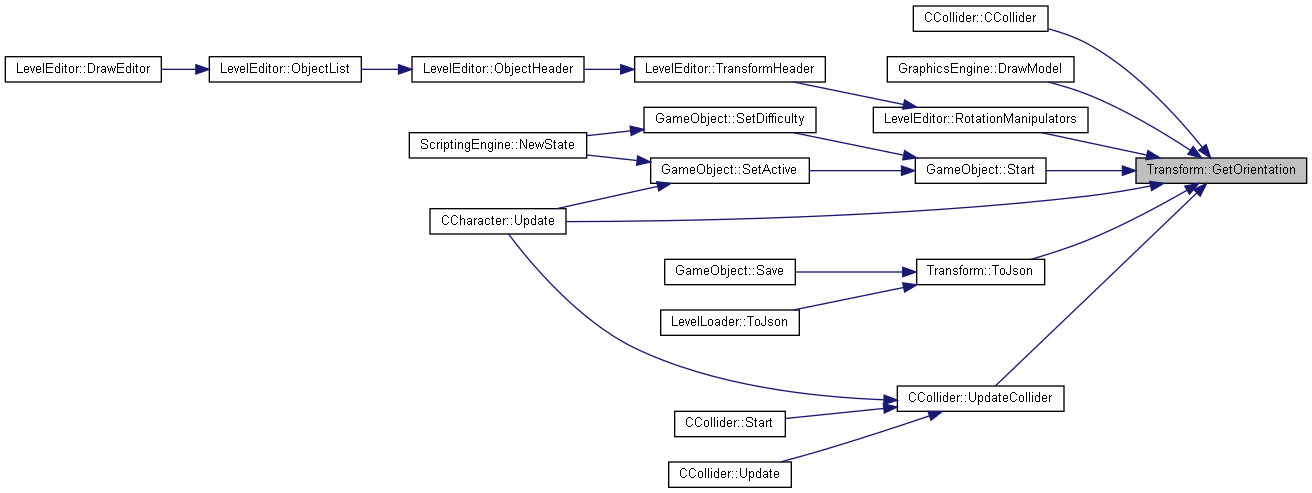 CCollider::CCollider
LevelEditor::DrawEditor
LevelEditor::ObjectList
LevelEditor::ObjectHeader
LevelEditor::TransformHeader
GraphicsEngine::DrawModel
GameObject::SetDifficulty
LevelEditor::RotationManipulators
ScriptingEngine::NewState
GameObject::SetActive
GameObject::Start
Transform::GetOrientation
CCharacter::Update
GameObject::Save
Transform::ToJson
LevelLoader::ToJson
CCollider::UpdateCollider
CCollider::Start
CCollider::Update